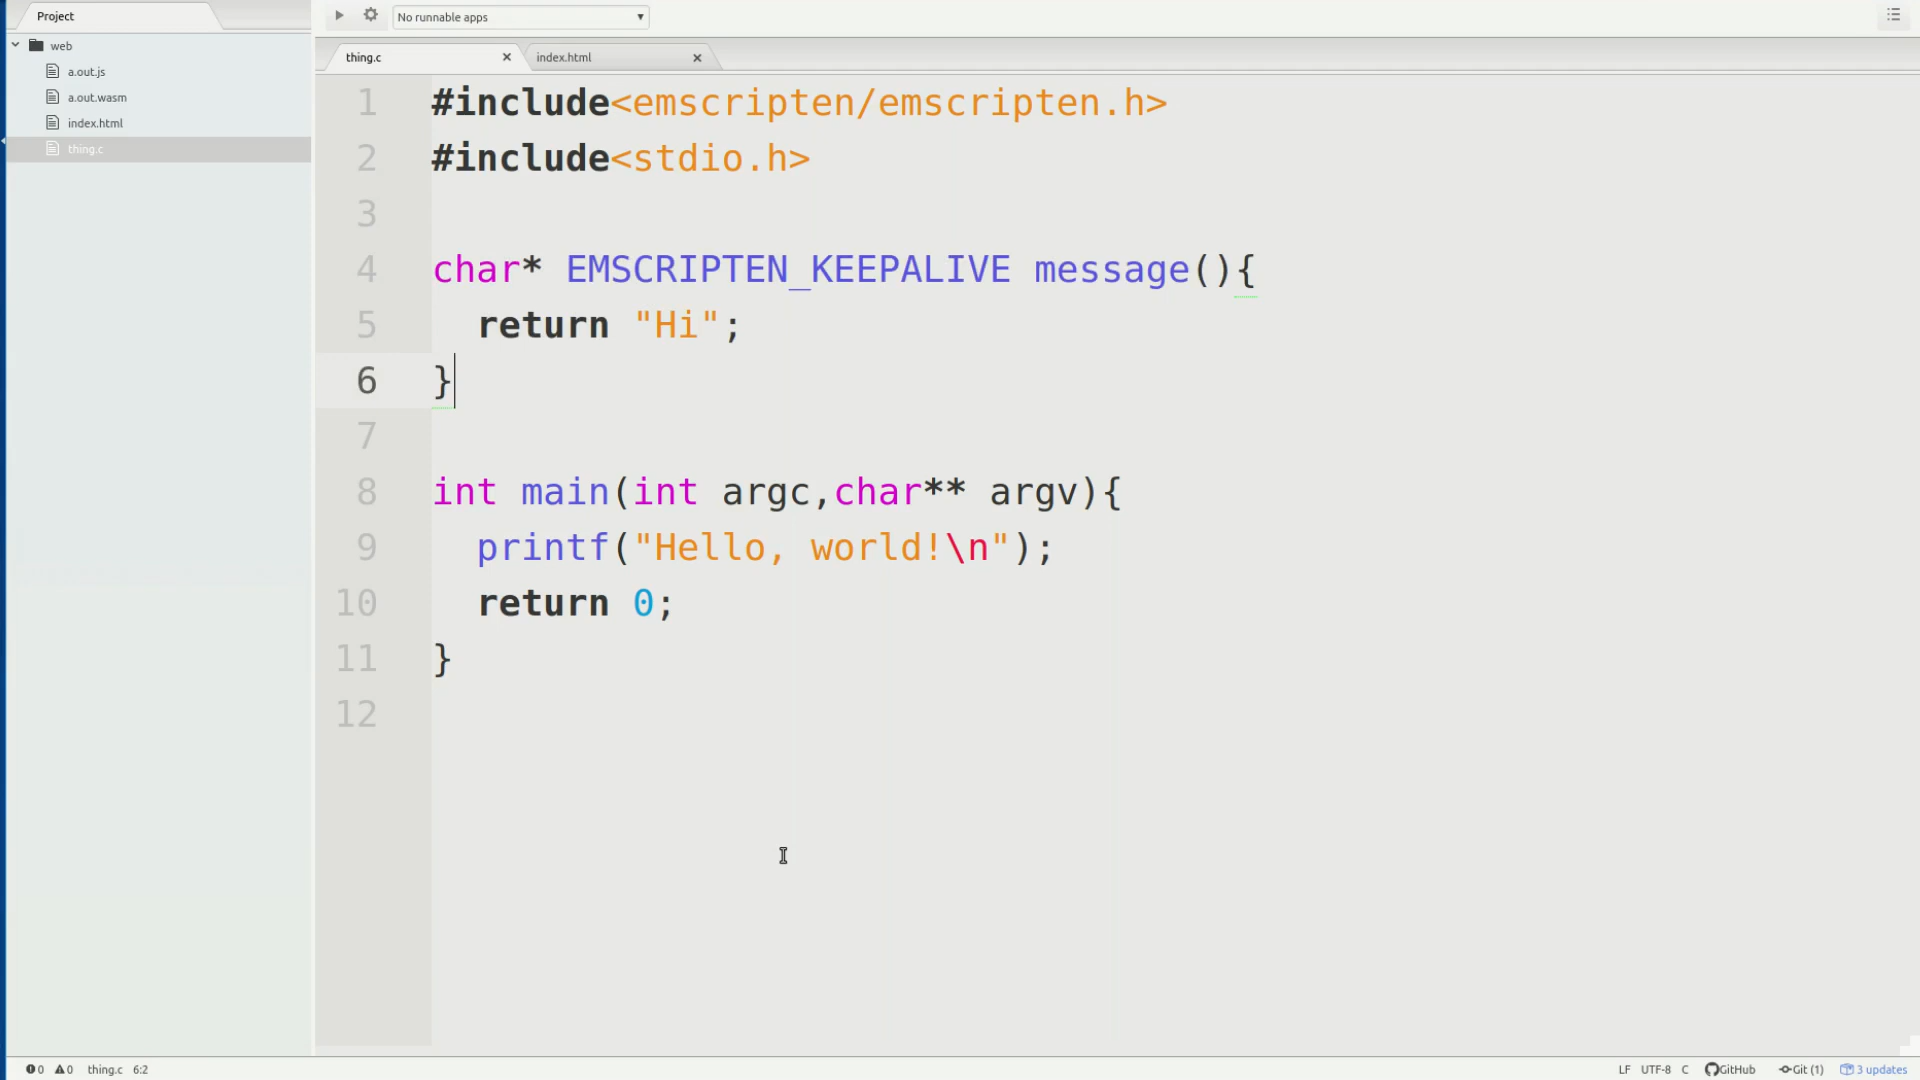 Project
No runnable apps
web
a.out.js
a.out.wasm
index.html
thing.c
thing.c
index.html
1 #include<emscripten/emscripten.h>
2 #include<stdio.h>
3
4 char* EMSCRIPTEN_KEEPALIVE message(){
5 return "Hi";
6 }
7
8 int main(int argc,char** argv){
9 printf("Hello, world!\n");
10 return 0;
11 }
12
0 0 thing.c 6:2
LF UTF-8 C GitHub Git (1) 3 updates